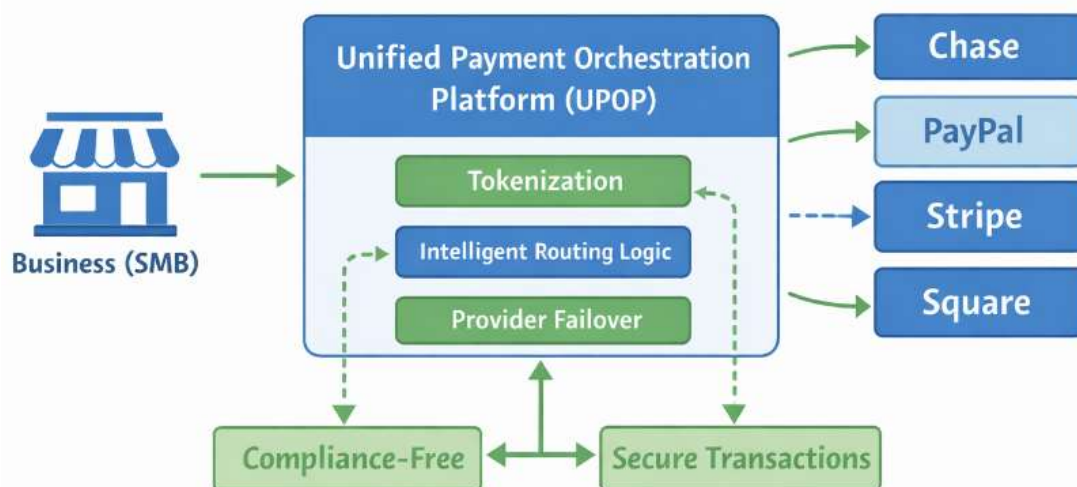 Unified Payment Orchestration
Platform (UPOP)
Tokenization
Intelligent Routing Logic
Provider Failover
Business (SMB)
Chase
PayPal
Stripe
Square
Compliance-Free
Secure Transactions